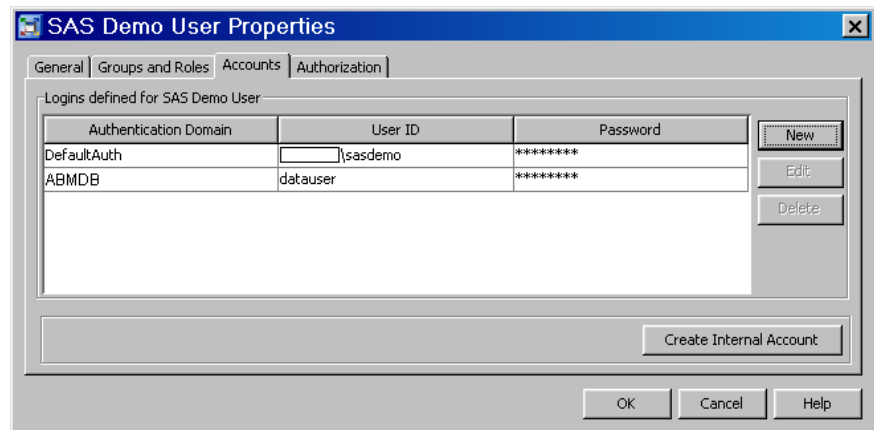 SAS Demo User Properties
General Groups and Roles Accounts Authorization
Logins defined for SAS Demo User
Authentication Domain User ID Password
DefaultAuth \sasdemo ********
ABMDB datauser ********
New
Edit
Delete
Create Internal Account
OK Cancel Help